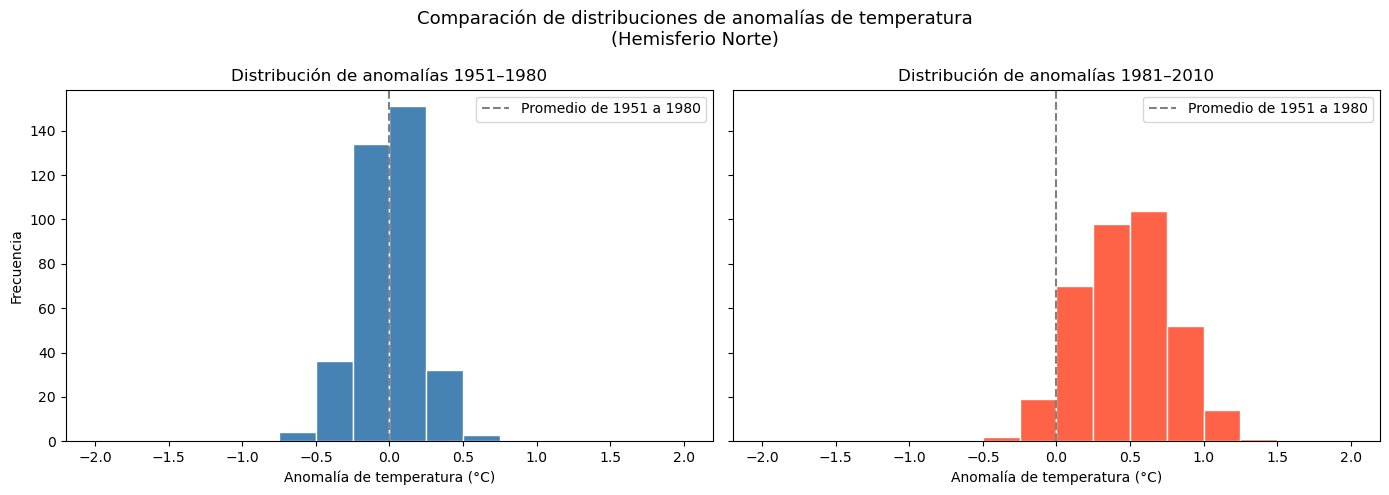 Comparación de distribuciones de anomalías de temperatura
(Hemisferio Norte)
Distribución de anomalías 1951–1980
Promedio de 1951 a 1980
Frecuencia
140
120
100
80
60
40
20
0
−2.0 −1.5 −1.0 −0.5 0.0 0.5 1.0 1.5 2.0
Anomalía de temperatura (°C)
Distribución de anomalías 1981–2010
Promedio de 1951 a 1980
−2.0 −1.5 −1.0 −0.5 0.0 0.5 1.0 1.5 2.0
Anomalía de temperatura (°C)